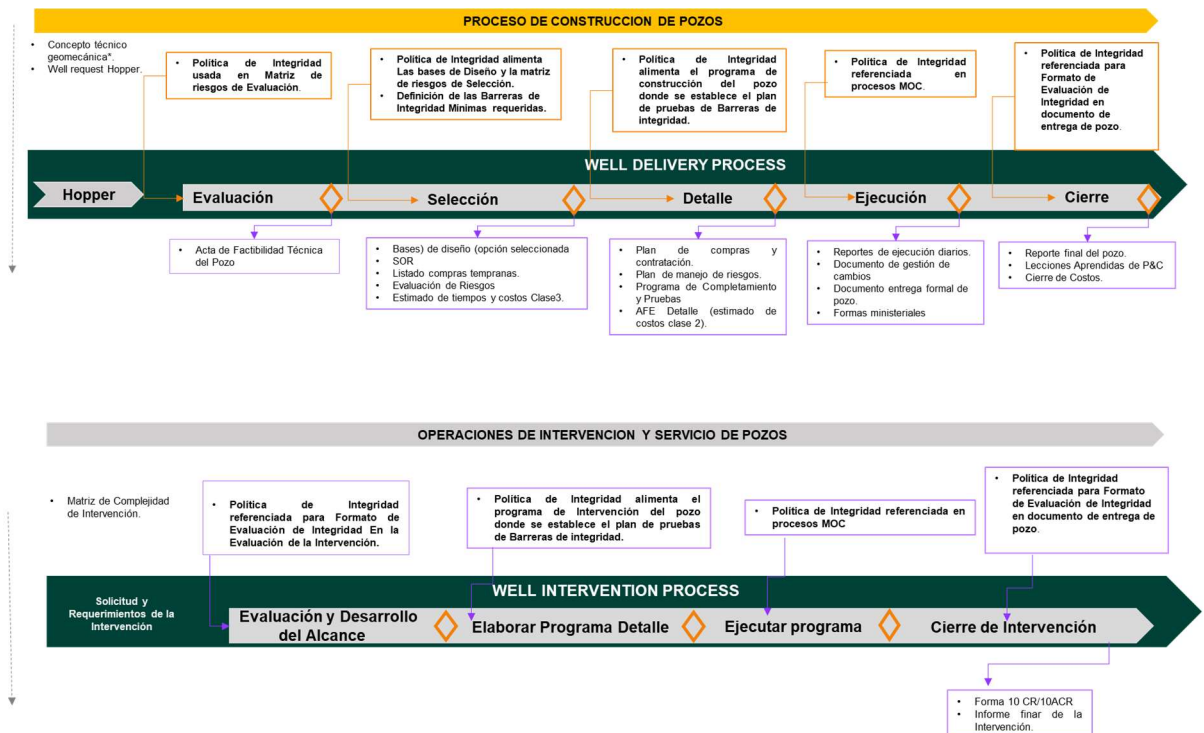 PROCESO DE CONSTRUCCION DE POZOS
• Concepto técnico
geomecánica*.
• Well request Hopper.
• Política de Integridad
usada en Matriz de
riesgos de Evaluación.
• Política de Integridad alimenta
Las bases de Diseño y la matriz
de riesgos de Selección.
• Definición de las Barreras de
Integridad Mínimas requeridas.
• Política de Integridad
alimenta el programa de
construcción del pozo
donde se establece el plan
de pruebas de Barreras de
integridad.
• Política de Integridad
referenciada en
procesos MOC.
• Política de Integridad
referenciada para
Formato de
Evaluación de
Integridad en
documento de
entrega de pozo.
WELL DELIVERY PROCESS
Hopper
Evaluación
Selección
Detalle
Ejecución
Cierre
• Acta de Factibilidad Técnica
del Pozo
• Bases) de diseño (opción seleccionada
• SOR
• Listado compras tempranas.
• Evaluación de Riesgos
• Estimado de tiempos y costos Clase3.
• Plan de compras y
contratación.
• Plan de manejo de riesgos.
• Programa de Completamiento
y Pruebas
• AFE Detalle (estimado de
costos clase 2).
• Reportes de ejecución diarios.
• Documento de gestión de
cambios
• Documento entrega formal de
pozo.
• Formas ministeriales
• Reporte final del pozo.
• Lecciones Aprendidas de P&C
• Cierre de Costos.
OPERACIONES DE INTERVENCION Y SERVICIO DE POZOS
• Matriz de Complejidad
de Intervención.
• Política de Integridad
referenciada para Formato de
Evaluación de Integridad En la
Evaluación de la Intervención.
• Política de Integridad alimenta el
programa de Intervención del pozo
donde se establece el plan de pruebas
de Barreras de integridad.
• Política de Integridad referenciada en
procesos MOC
• Política de Integridad
referenciada para Formato
de Evaluación de Integridad
en documento de entrega de
pozo.
WELL INTERVENTION PROCESS
Solicitud y
Requerimientos de la
Intervención
Evaluación y Desarrollo
del Alcance
Elaborar Programa Detalle
Ejecutar programa
Cierre de Intervención
• Forma 10 CR/10ACR
• Informe finar de la
Intervención.